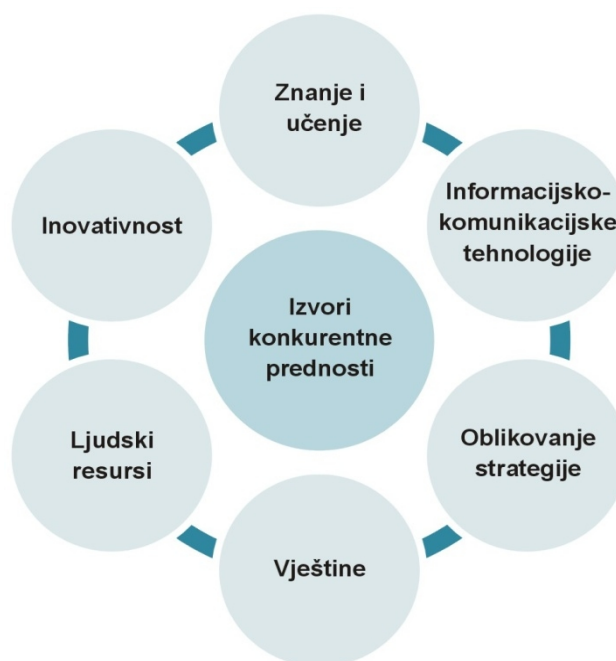 Znanje i
učenje
Informacijsko-
komunikacijske
tehnologije
Inovativnost
Izvori
konkurentne
prednosti
Ljudski
resursi
Oblikovanje
strategije
Vještine